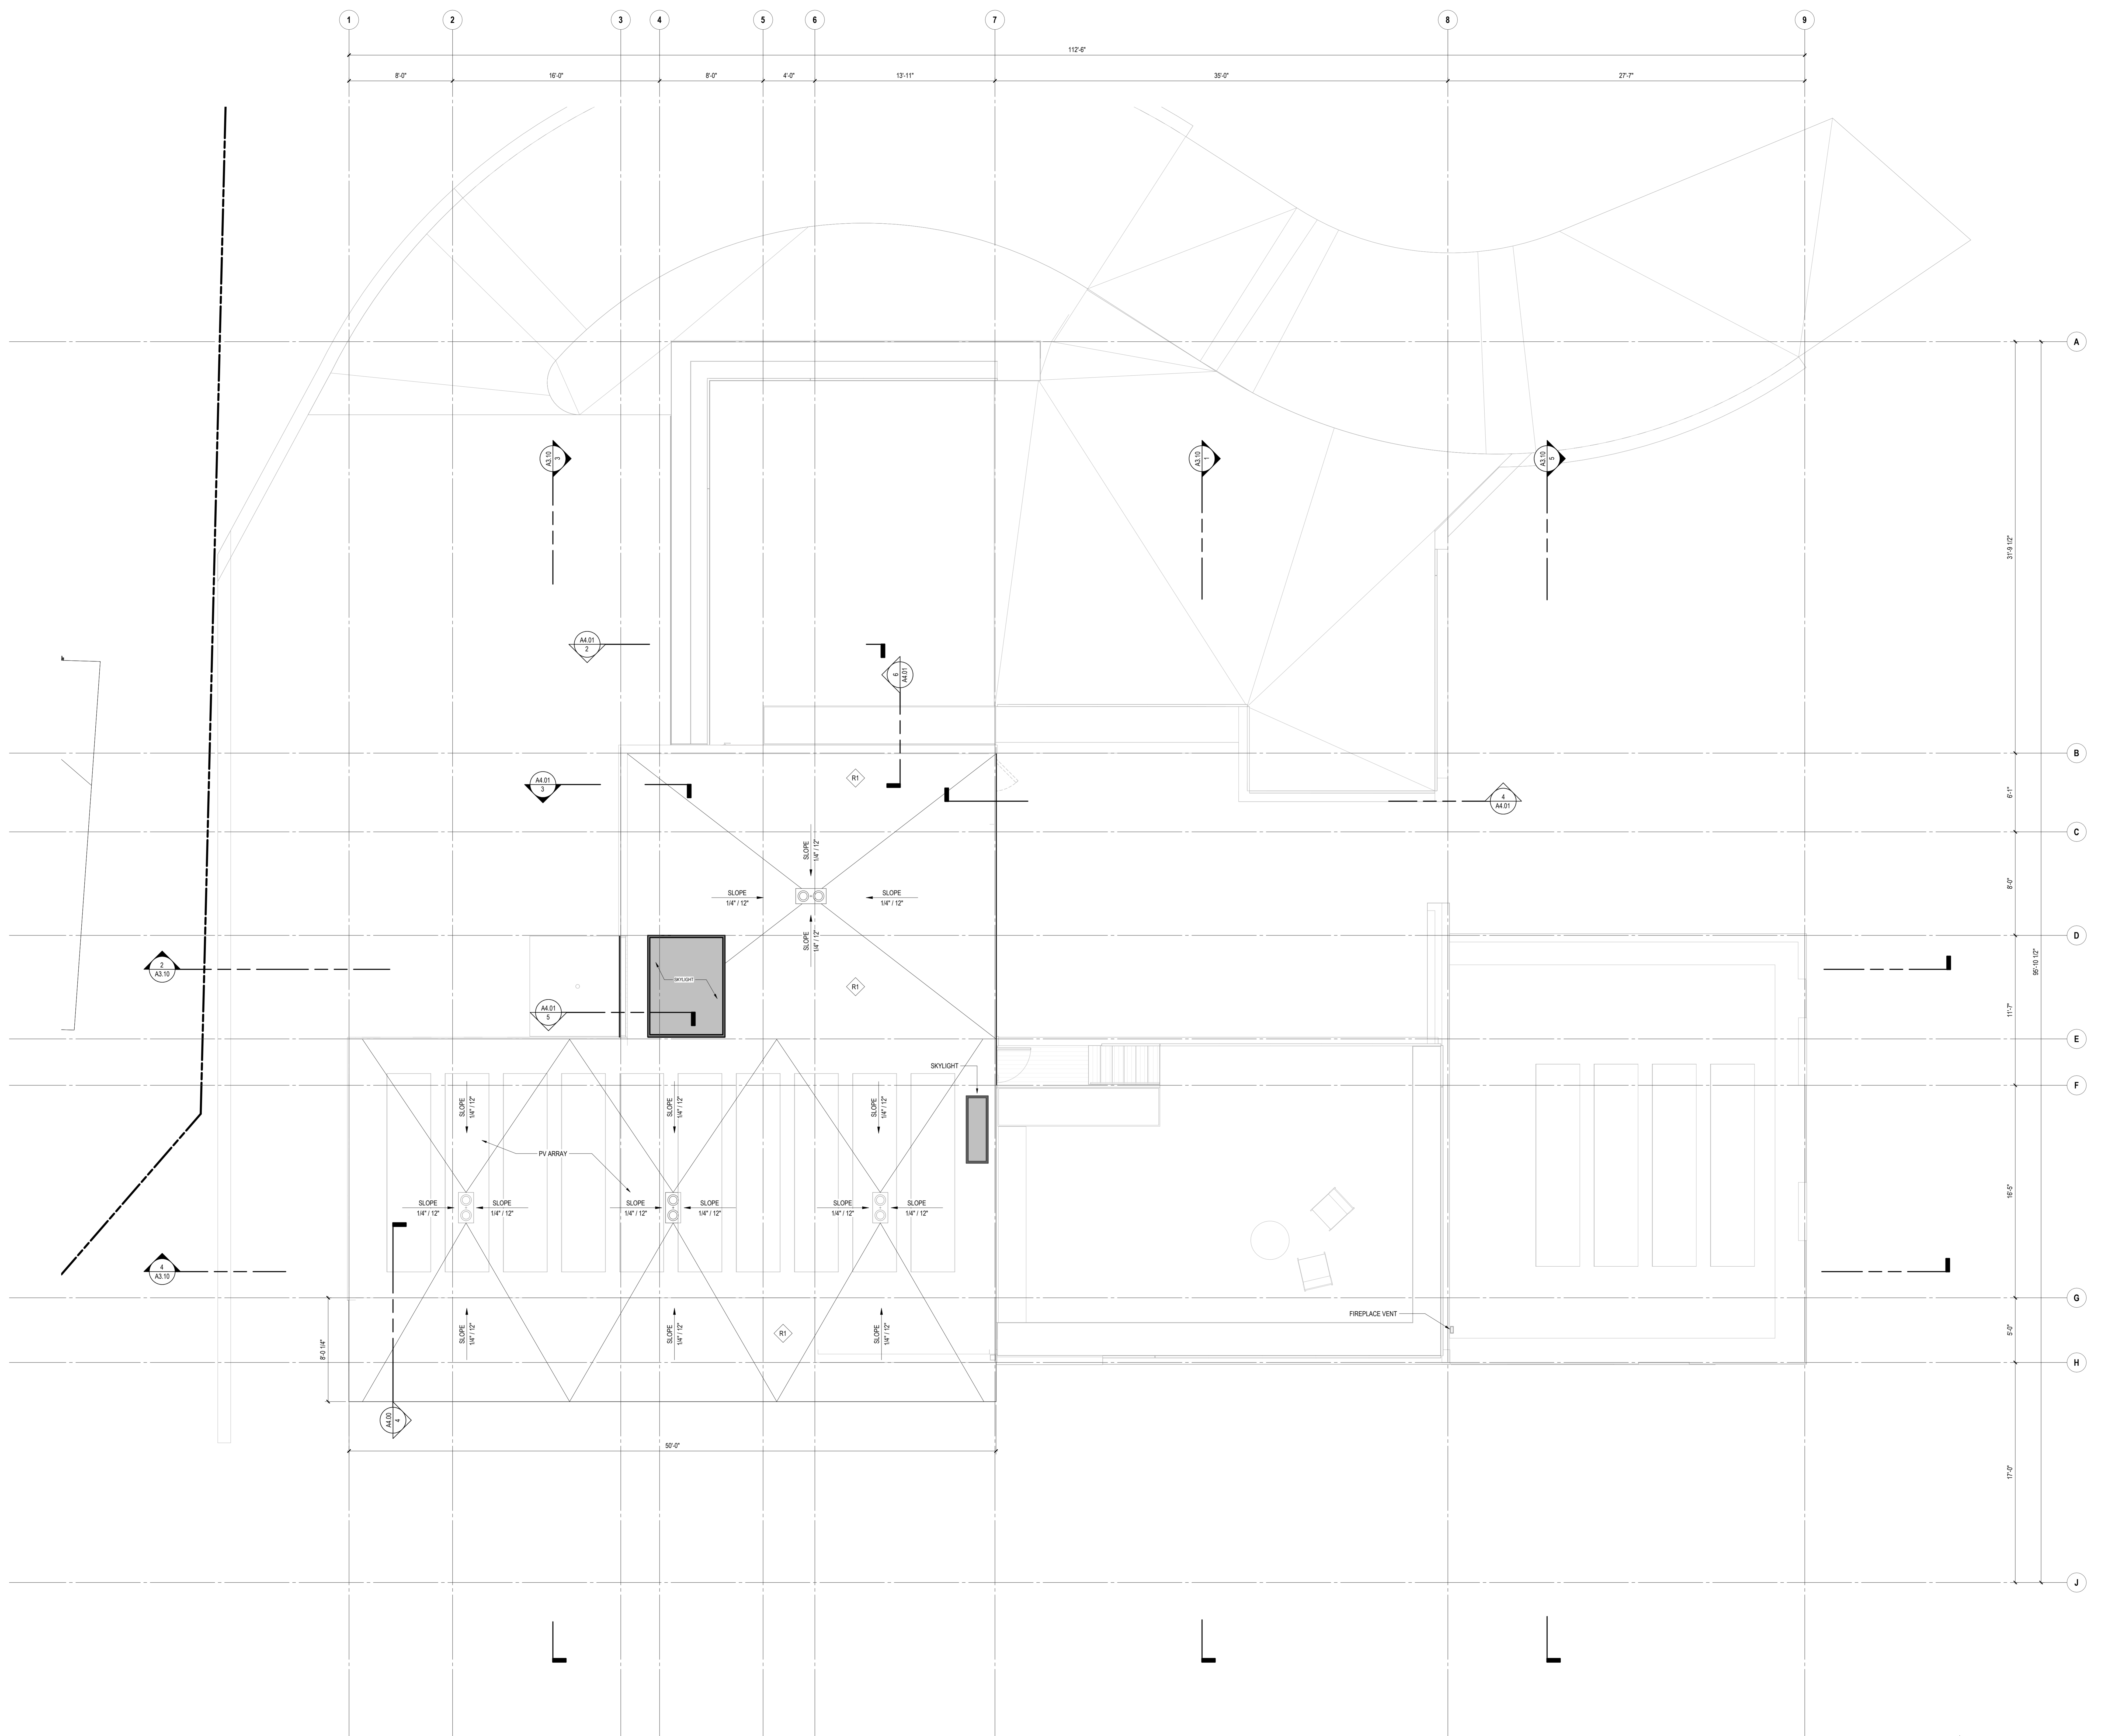 1 2 3 4 5 6 7 8 9
112'-6"
8'-0" 16'-0" 8'-0" 4'-0" 13'-11" 35'-0" 27'-7"
A
A3.10 3
A3.10 1
A3.10 5
31'-9 1/2"
A4.01
2
6 A4.01
B
R1
A4.01
3
4
A4.01
6'-1"
C
SLOPE 1/4" / 12"
8'-0"
SLOPE
1/4" / 12"
SLOPE
1/4" / 12"
SLOPE 1/4" / 12"
D
95'-10 1/2"
2
A3.10
SKYLIGHT
R1
A4.01
5
11'-7"
E
SKYLIGHT
F
SLOPE 1/4" / 12"
SLOPE 1/4" / 12"
SLOPE 1/4" / 12"
PV ARRAY
16'-5"
SLOPE
1/4" / 12"
SLOPE
1/4" / 12"
SLOPE
1/4" / 12"
SLOPE
1/4" / 12"
SLOPE
1/4" / 12"
SLOPE
1/4" / 12"
4
A3.10
G
FIREPLACE VENT
8'-0 1/4"
SLOPE 1/4" / 12"
SLOPE 1/4" / 12"
R1
SLOPE 1/4" / 12"
5'-0"
H
A4.00 4
50'-0"
17'-0"
J